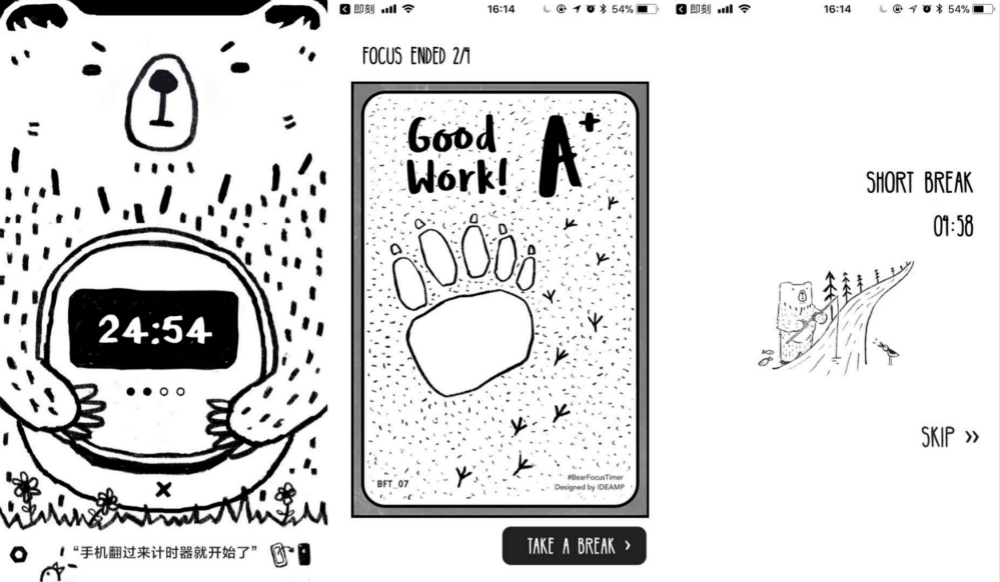 24:54
“手机翻过来计时器就开始了”
即刻
16:14
54%
FOCUS ENDED 2/4
Good
Work!
A+
BFT_07
#BearFocusTimer
Designed by IDEAMP
TAKE A BREAK ›
即刻
16:14
54%
SHORT BREAK
04:58
SKIP »